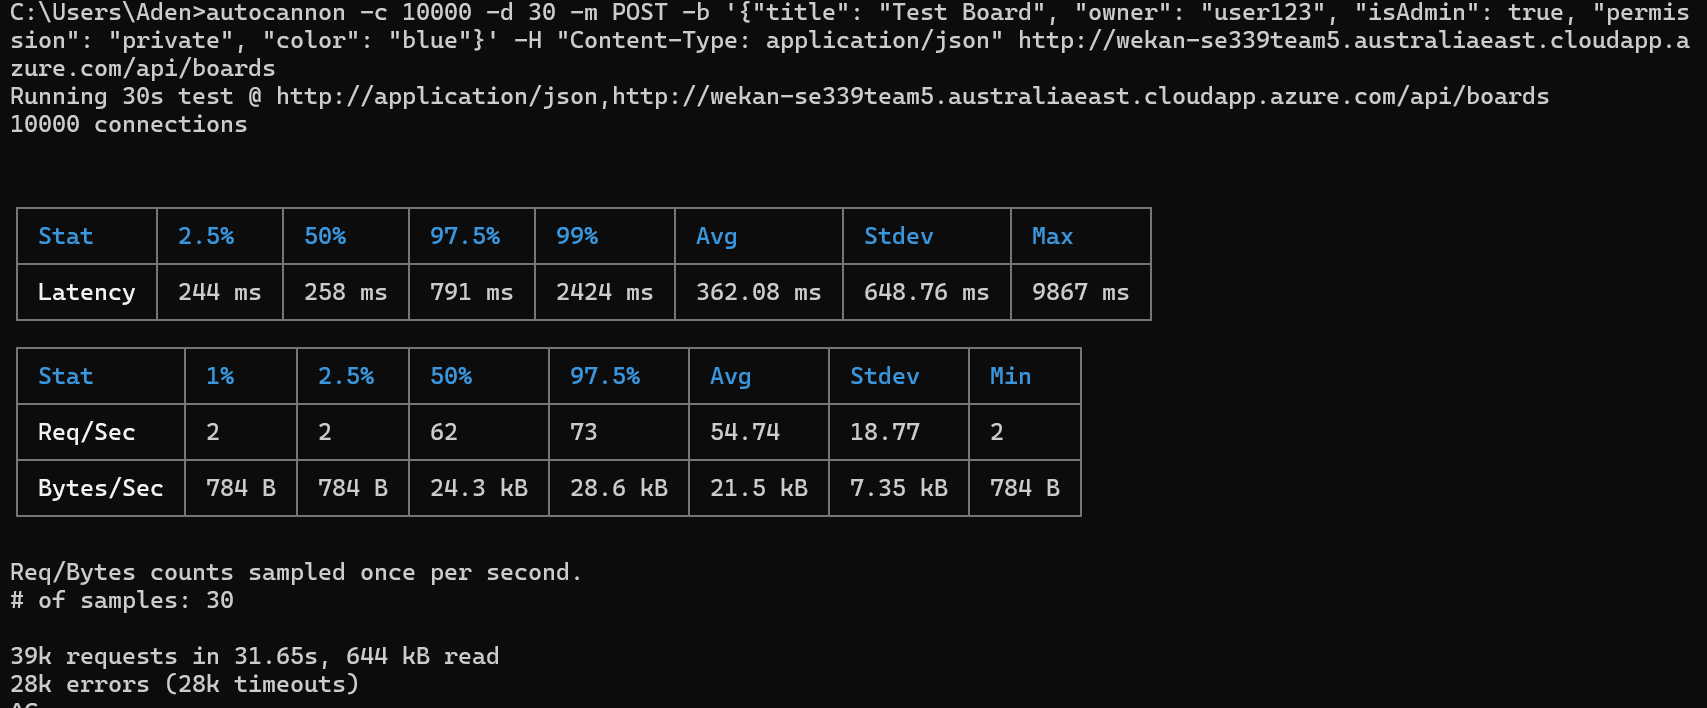 C:\Users\Aden>autocannon -c 10000 -d 30 -m POST -b '{"title": "Test Board", "owner": "user123", "isAdmin": true, "permis
sion": "private", "color": "blue"}' -H "Content-Type: application/json" http://wekan-se339team5.australiaeast.cloudapp.a
zure.com/api/boards
Running 30s test @ http://application/json,http://wekan-se339team5.australiaeast.cloudapp.azure.com/api/boards
10000 connections
Stat 2.5% 50% 97.5% 99% Avg Stdev Max
Latency 244 ms 258 ms 791 ms 2424 ms 362.08 ms 648.76 ms 9867 ms
Stat 1% 2.5% 50% 97.5% Avg Stdev Min
Req/Sec 2 2 62 73 54.74 18.77 2
Bytes/Sec 784 B 784 B 24.3 kB 28.6 kB 21.5 kB 7.35 kB 784 B
Req/Bytes counts sampled once per second.
# of samples: 30
39k requests in 31.65s, 644 kB read
28k errors (28k timeouts)